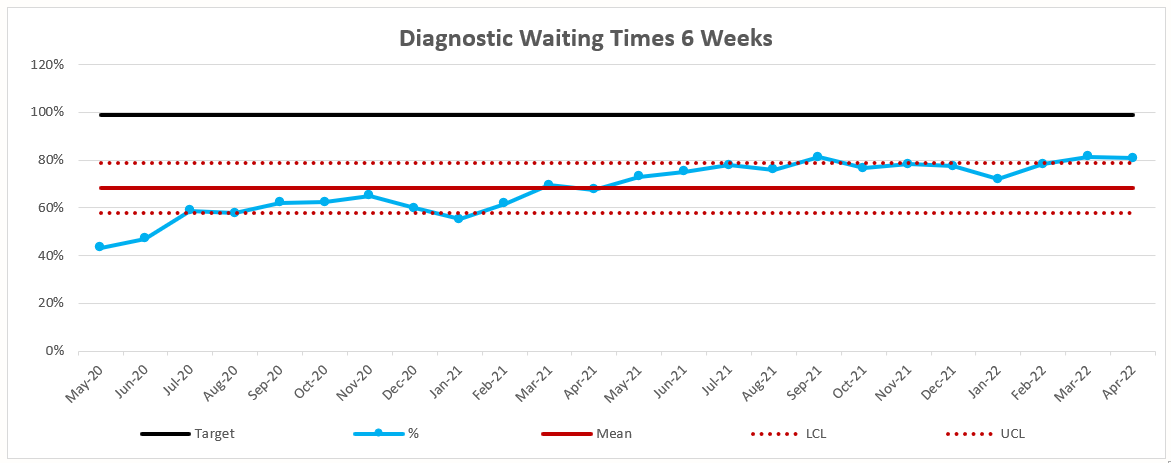 Diagnostic Waiting Times 6 Weeks
120%
100%
80%
60%
40%
20%
0%
May-20 Jun-20 Jul-20 Aug-20 Sep-20 Oct-20 Nov-20 Dec-20 Jan-21 Feb-21 Mar-21 Apr-21 May-21 Jun-21 Jul-21 Aug-21 Sep-21 Oct-21 Nov-21 Dec-21 Jan-22 Feb-22 Mar-22 Apr-22
Target % Mean LCL UCL